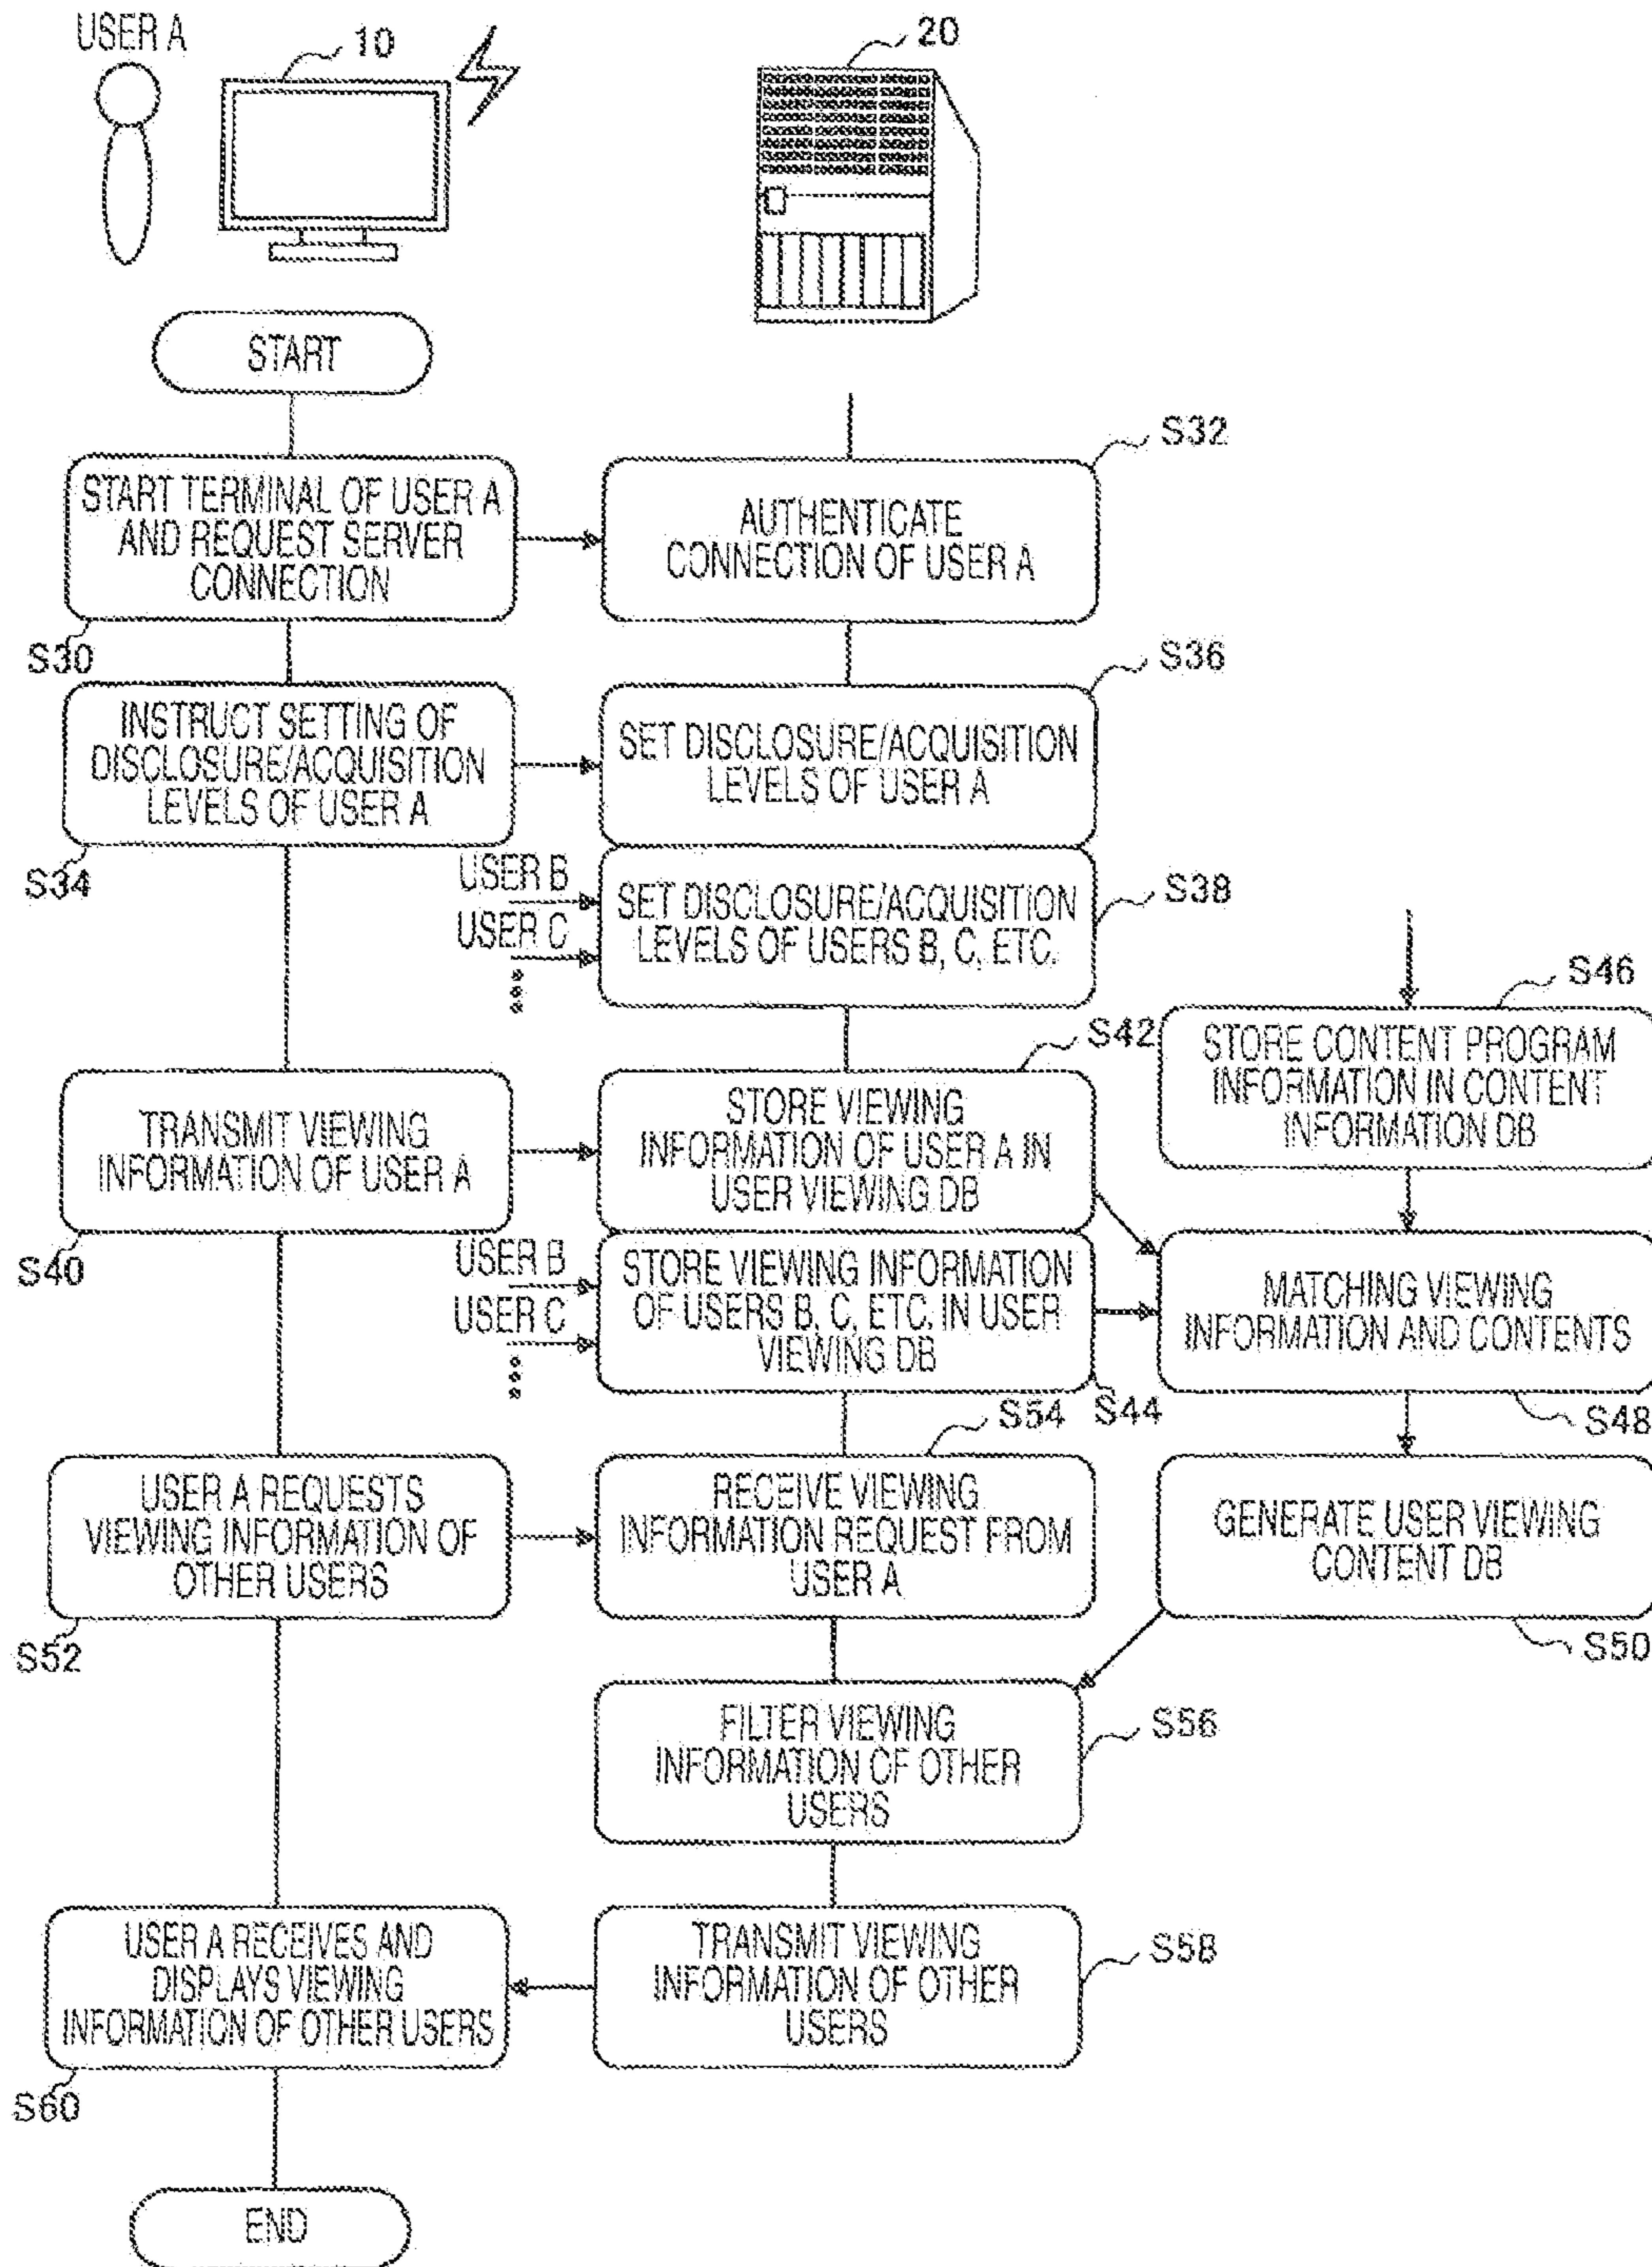 USER A
10
20
START
S32
START TERMINAL OF USER A
AND REQUEST SERVER
CONNECTION
AUTHENTICATE
CONNECTION OF USER A
S30
S36
INSTRUCT SETTING OF
DISCLOSURE/ACQUISITION
LEVELS OF USER A
SET DISCLOSURE/ACQUISITION
LEVELS OF USER A
S34
USER B
USER C
SET DISCLOSURE/ACQUISITION
LEVELS OF USERS B, C, ETC.
S38
S46
STORE CONTENT PROGRAM
INFORMATION IN CONTENT
INFORMATION DB
S42
TRANSMIT VIEWING
INFORMATION OF USER A
STORE VIEWING
INFORMATION OF USER A IN
USER VIEWING DB
S40
USER B
USER C
STORE VIEWING INFORMATION
OF USERS B, C, ETC. IN USER
VIEWING DB
MATCHING VIEWING
INFORMATION AND CONTENTS
S44
S48
S54
USER A REQUESTS
VIEWING INFORMATION OF
OTHER USERS
RECEIVE VIEWING
INFORMATION REQUEST FROM
USER A
GENERATE USER VIEWING
CONTENT DB
S52
S50
FILTER VIEWING
INFORMATION OF OTHER
USERS
S56
USER A RECEIVES AND
DISPLAYS VIEWING
INFORMATION OF OTHER USERS
TRANSMIT VIEWING
INFORMATION OF OTHER
USERS
S58
S60
END